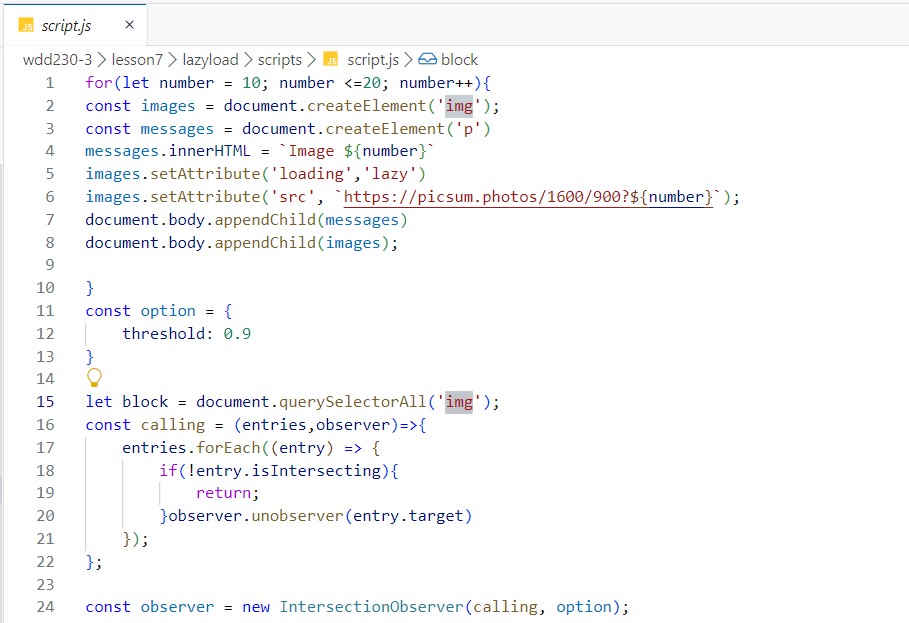 JS script.js ×
wdd230-3 > lesson7 > lazyload > scripts > JS script.js > block
1 for(let number = 10; number <=20; number++){
2 const images = document.createElement('img');
3 const messages = document.createElement('p')
4 messages.innerHTML = `Image ${number}`
5 images.setAttribute('loading','lazy')
6 images.setAttribute('src', `https://picsum.photos/1600/900?${number}`);
7 document.body.appendChild(messages)
8 document.body.appendChild(images);
9
10 }
11 const option = {
12     threshold: 0.9
13 }
14
15 let block = document.querySelectorAll('img');
16 const calling = (entries,observer)=>{
17     entries.forEach((entry) => {
18         if(!entry.isIntersecting){
19             return;
20         }observer.unobserver(entry.target)
21     });
22 };
23
24 const observer = new IntersectionObserver(calling, option);